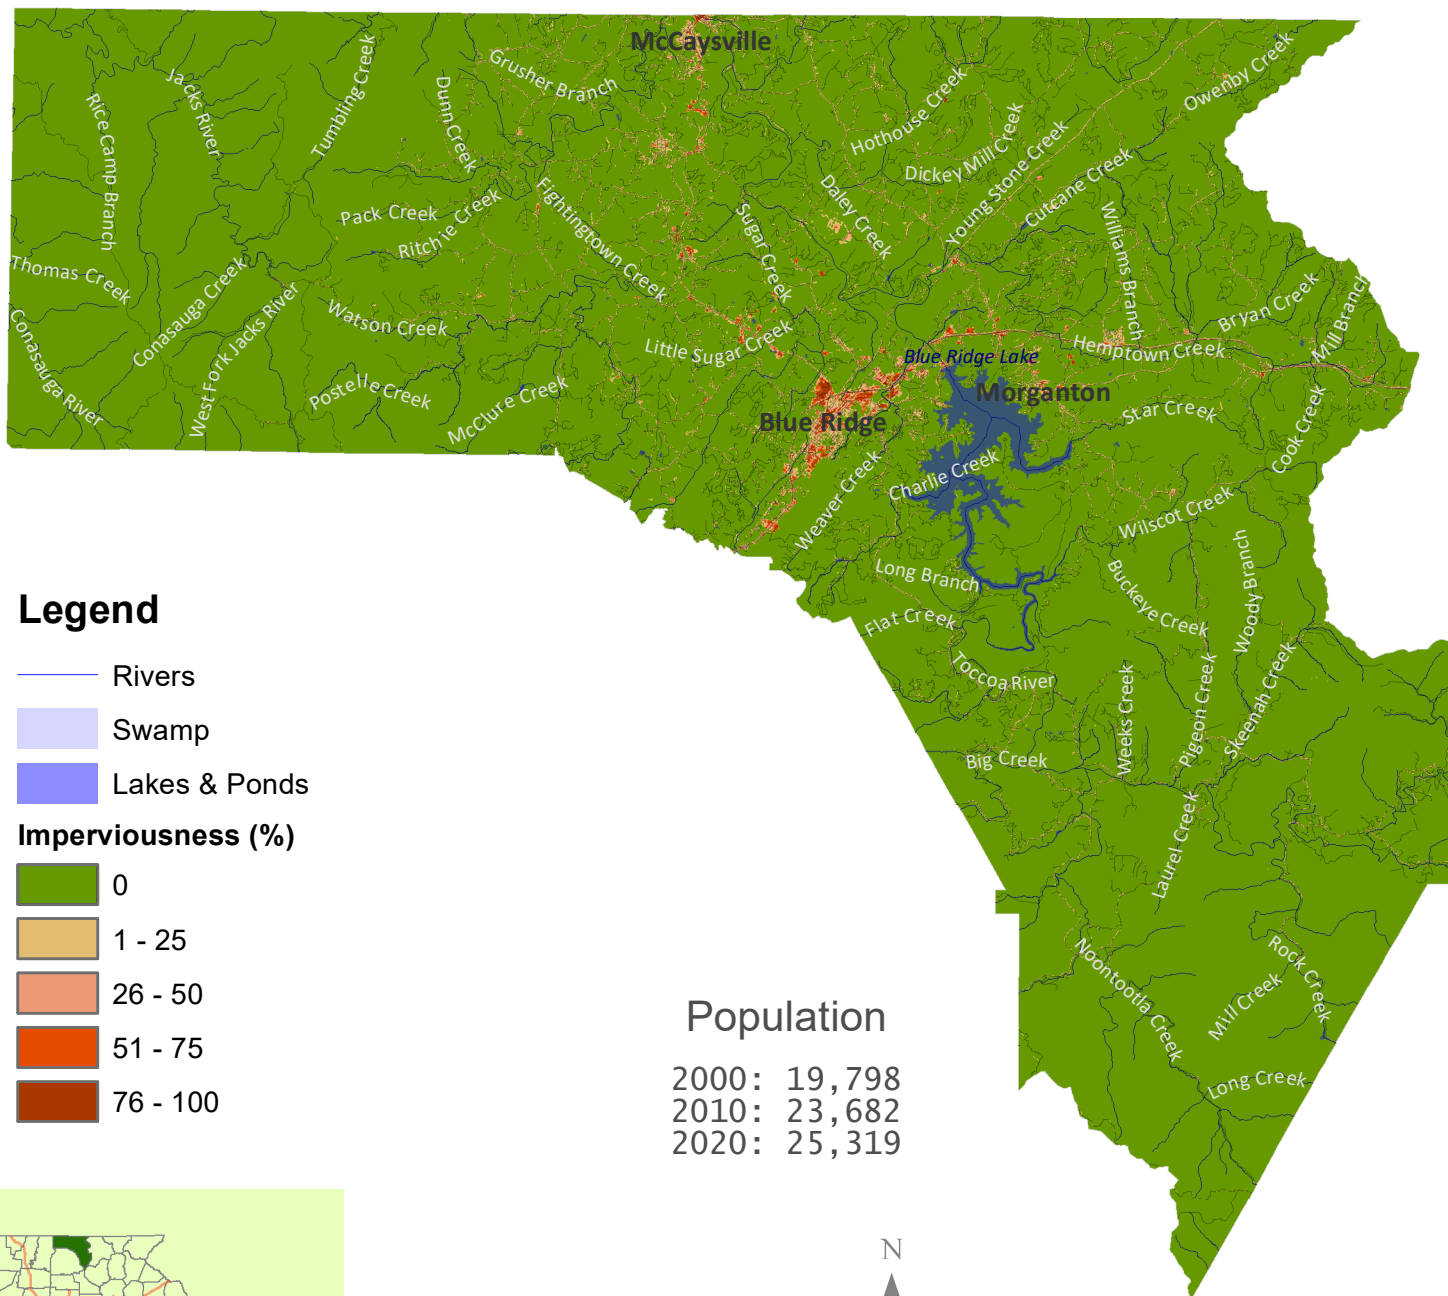 McCaysville
Grusher Branch
Jacks River
Tumbling Creek
Dunn Creek
Rice Camp Branch
Owenby Creek
Hothouse Creek
Dickey Mill Creek
Young Stone Creek
Cutcane Creek
Daley Creek
Pack Creek
Ritchie Creek
Fightingtown Creek
Sugar Creek
Williams Branch
Thomas Creek
Conasauga Creek
West Fork Jacks River
Watson Creek
Bryan Creek
Mill Branch
Conasauga River
Little Sugar Creek
Hemptown Creek
Blue Ridge Lake
Morganton
Postelle Creek
McClure Creek
Blue Ridge
Star Creek
Cook Creek
Charlie Creek
Weaver Creek
Wilscot Creek
Long Branch
Buckeye Creek
Woody Branch
Flat Creek
Toccoa River
Weeks Creek
Pigeon Creek
Skeenah Creek
Big Creek
Laurel Creek
Noontootla Creek
Rock Creek
Mill Creek
Long Creek
Legend
Rivers
Swamp
Lakes & Ponds
Imperviousness (%)
0
1 - 25
26 - 50
51 - 75
76 - 100
Population
2000: 19,798
2010: 23,682
2020: 25,319
N